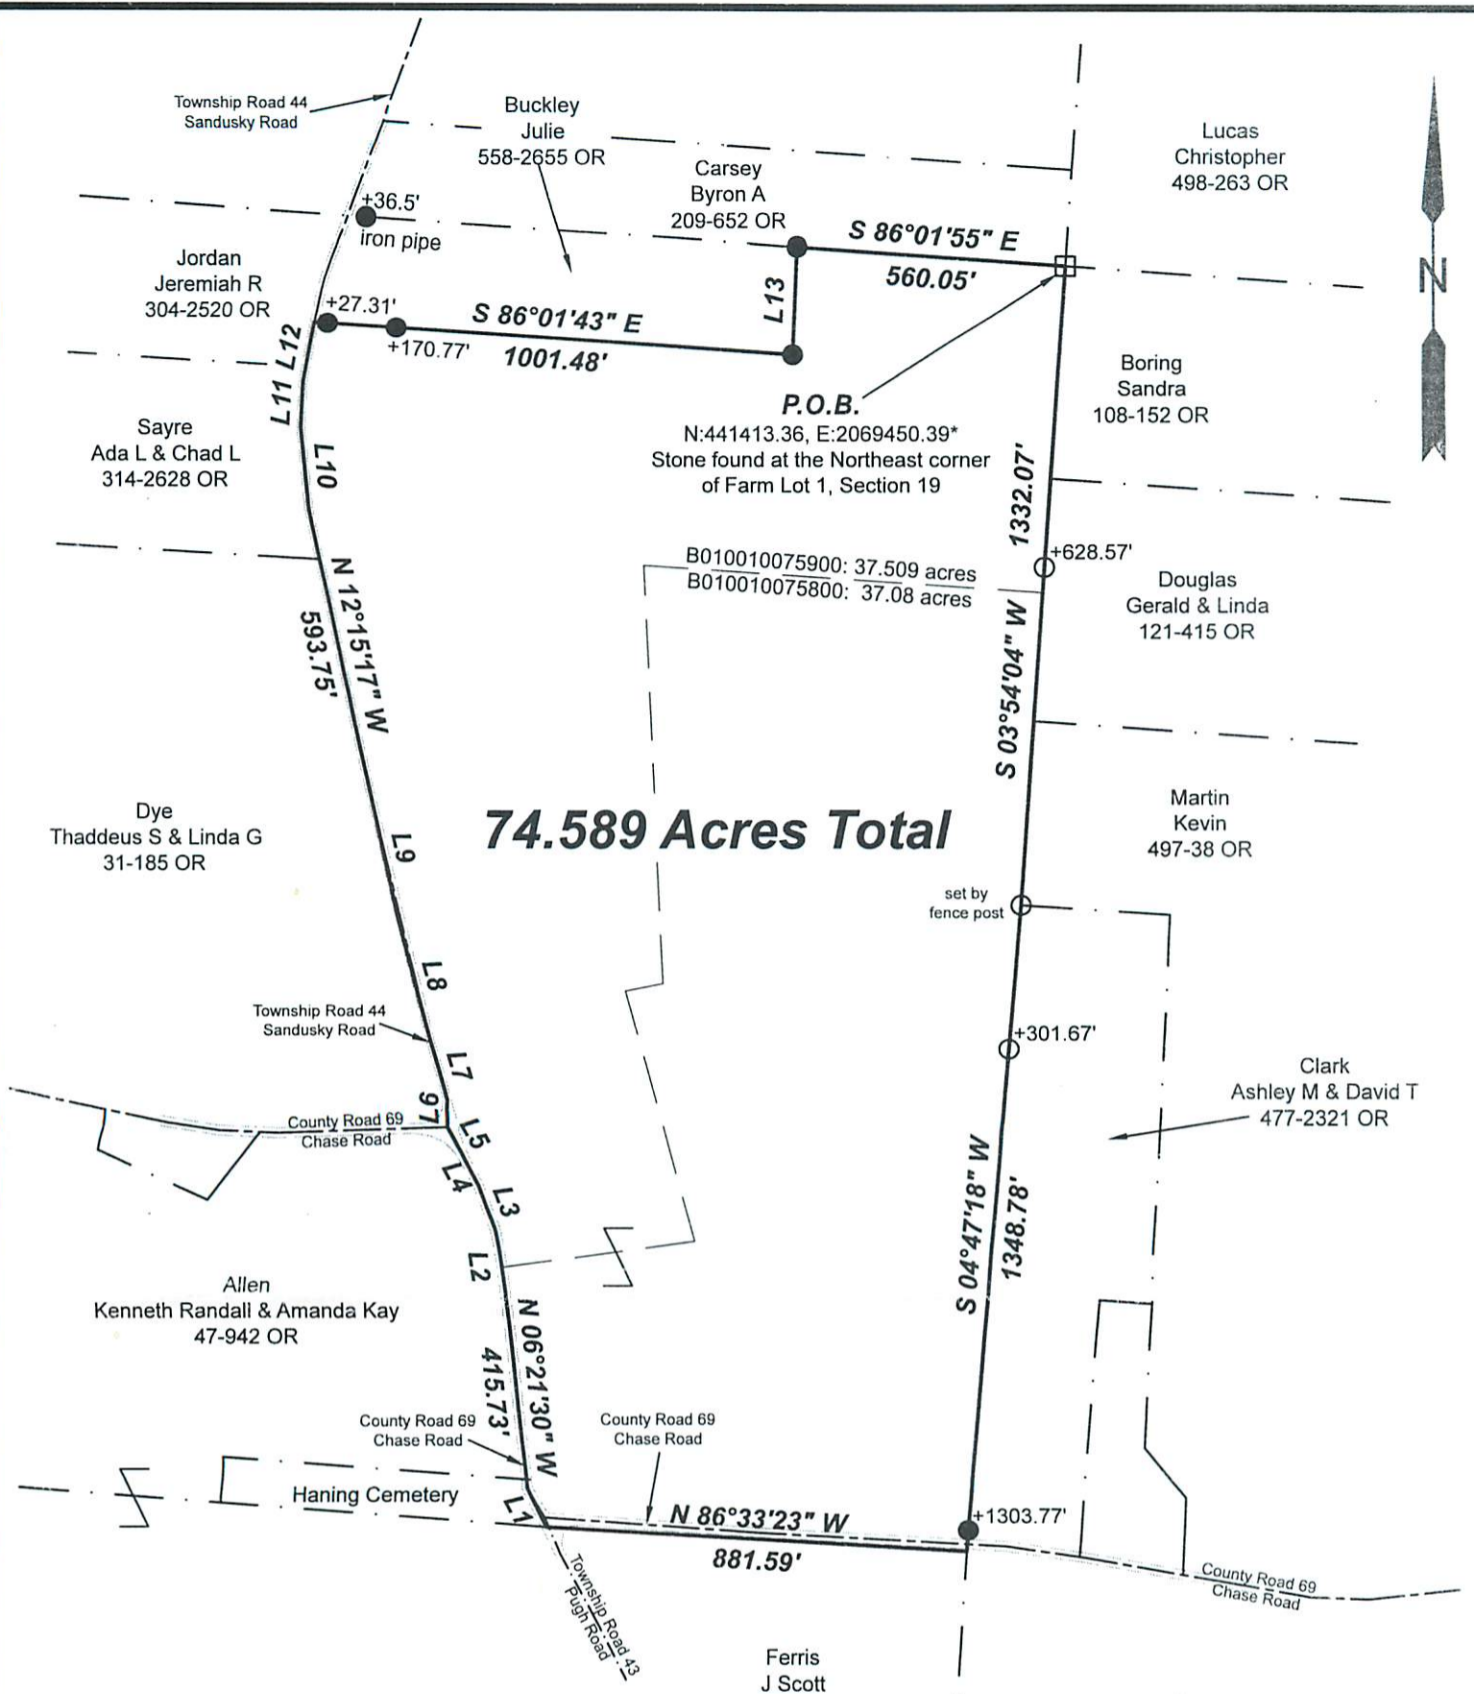 Township Road 44
Sandusky Road
Buckley
Julie
558-2655 OR
Carsey
Byron A
209-652 OR
Lucas
Christopher
498-263 OR
+36.5'
iron pipe
S 86°01'55" E
560.05'
N
Jordan
Jeremiah R
304-2520 OR
+27.31'
+170.77'
S 86°01'43" E
1001.48'
L13
L12
L11
P.O.B.
N:441413.36, E:2069450.39*
Stone found at the Northeast corner
of Farm Lot 1, Section 19
Boring
Sandra
108-152 OR
Sayre
Ada L & Chad L
314-2628 OR
L10
1332.07'
S 03°54'04" W
+628.57'
B010010075900: 37.509 acres
B010010075800: 37.08 acres
Douglas
Gerald & Linda
121-415 OR
N 12°15'17" W
593.75'
74.589 Acres Total
Dye
Thaddeus S & Linda G
31-185 OR
Martin
Kevin
497-38 OR
L9
set by
fence post
L8
Township Road 44
Sandusky Road
+301.67'
L7
L6
L5
County Road 69
Chase Road
L4
L3
L2
Clark
Ashley M & David T
477-2321 OR
S 04°47'18" W
1348.78'
Allen
Kenneth Randall & Amanda Kay
47-942 OR
N 06°21'30" W
415.73'
County Road 69
Chase Road
County Road 69
Chase Road
Haning Cemetery
L1
N 86°33'23" W
881.59'
+1303.77'
Township Road 43
Pugh Road
County Road 69
Chase Road
Ferris
J Scott